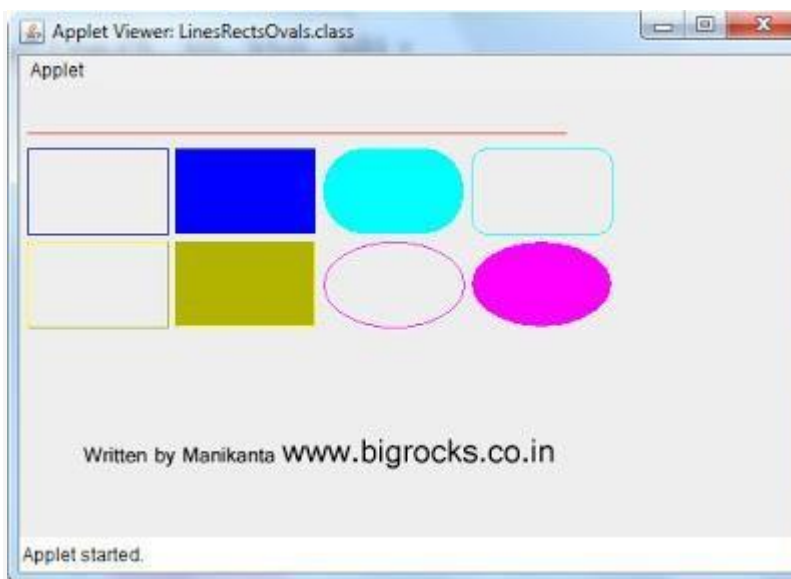 Applet Viewer: LinesRectsOvals.class
Applet
Written by Manikanta www.bigrocks.co.in
Applet started.